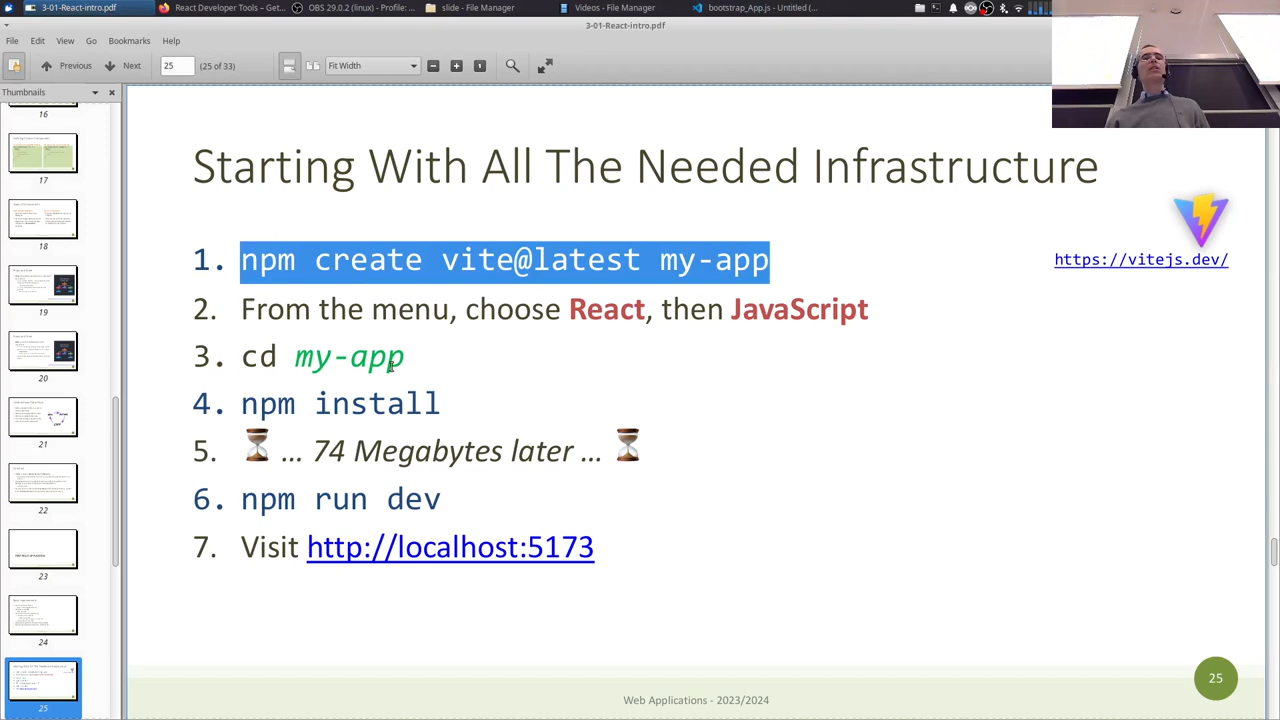 3-01-React-intro.pdf
React Developer Tools – Get...
OBS 29.0.2 (linux) - Profile: ...
slide - File Manager
Videos - File Manager
bootstrap_App.js - Untitled (...
3-01-React-intro.pdf
File Edit View Go Bookmarks Help
Previous Next 25 (25 of 33) Fit Width
Thumbnails
16
17
18
19
20
21
22
23
24
25
Starting With All The Needed Infrastructure
1. npm create vite@latest my-app
https://vitejs.dev/
2. From the menu, choose React, then JavaScript
3. cd my-app
4. npm install
5. ⏳ … 74 Megabytes later … ⏳
6. npm run dev
7. Visit http://localhost:5173
Web Applications - 2023/2024
25